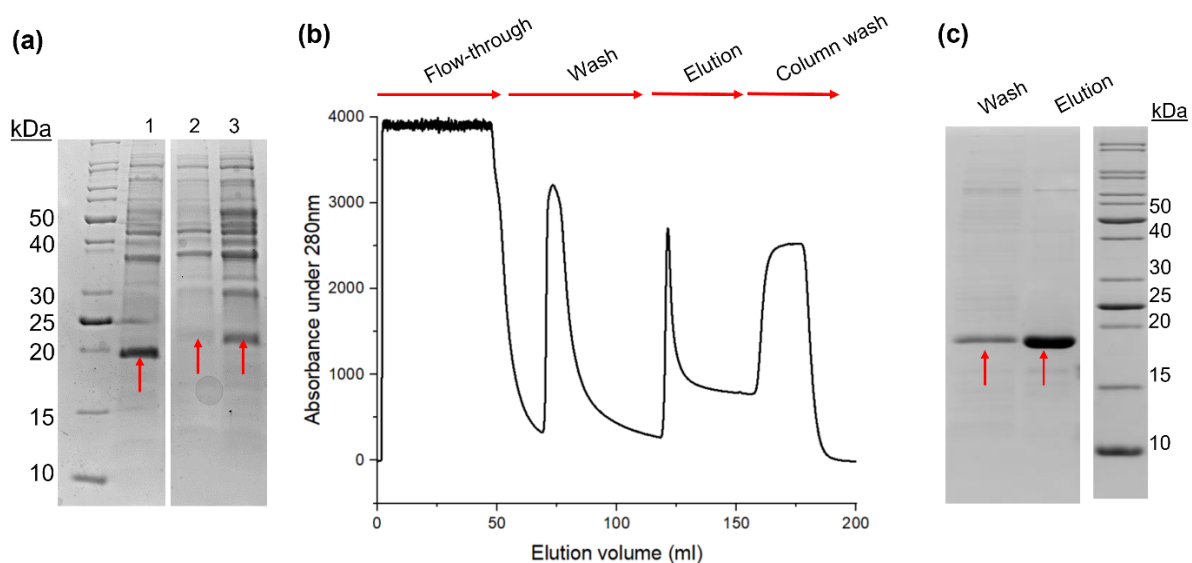 (a)
kDa
1 2 3
50
40
30
25
20
15
10
(b)
Flow-through
Wash
Elution
Column wash
Absorbance under 280nm
4000
3000
2000
1000
0
0 50 100 150 200
Elution volume (ml)
(c)
Wash
Elution
kDa
50
40
30
25
20
15
10